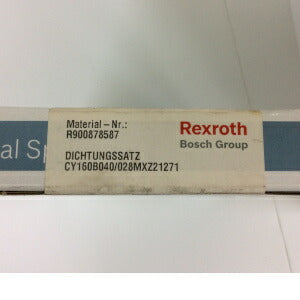 Material-Nr.:
R900878587
Rexroth
Bosch Group
al Sp
DICHTUNGSSATZ
CY160B040/028MXZ21271